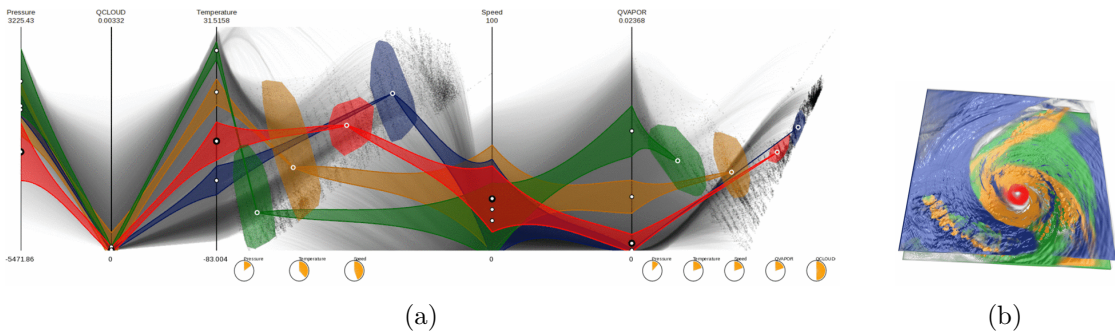 Pressure QCLOUD Temperature Speed QVAPOR
3225.43 0.00332 31.5158 100 0.02368
-5471.86 0 -83.004 0 0
Pressure Temperature Speed Pressure Temperature Speed QVAPOR QCLOUD
(a) (b)